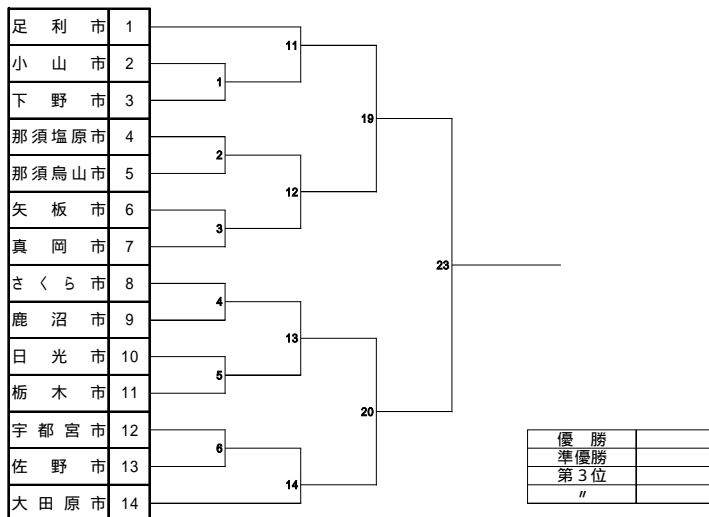 足利市 1
小山市 2
下野市 3
那須塩原市 4
那須烏山市 5
矢板市 6
真岡市 7
さくら市 8
鹿沼市 9
日光市 10
栃木市 11
宇都宮市 12
佐野市 13
大田原市 14
11
1
19
2
12
3
23
4
13
5
20
6
14
優勝
準優勝
第3位
〃